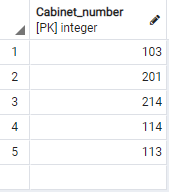 Cabinet_number
[PK] integer
1 103
2 201
3 214
4 114
5 113